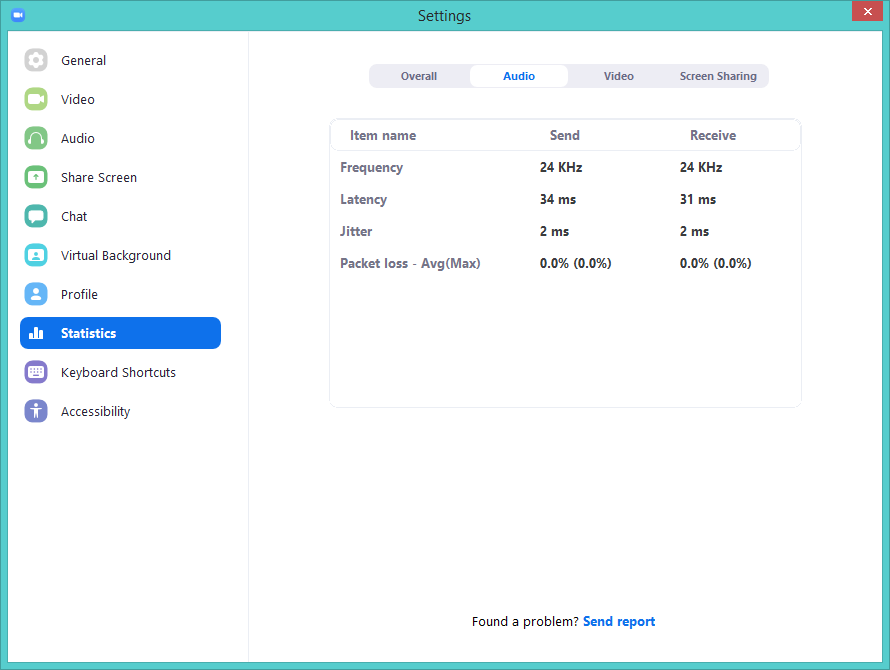 Settings
General
Video
Audio
Share Screen
Chat
Virtual Background
Profile
Statistics
Keyboard Shortcuts
Accessibility
Overall Audio Video Screen Sharing
Item name Send Receive
Frequency 24 KHz 24 KHz
Latency 34 ms 31 ms
Jitter 2 ms 2 ms
Packet loss - Avg(Max) 0.0% (0.0%) 0.0% (0.0%)
Found a problem? Send report